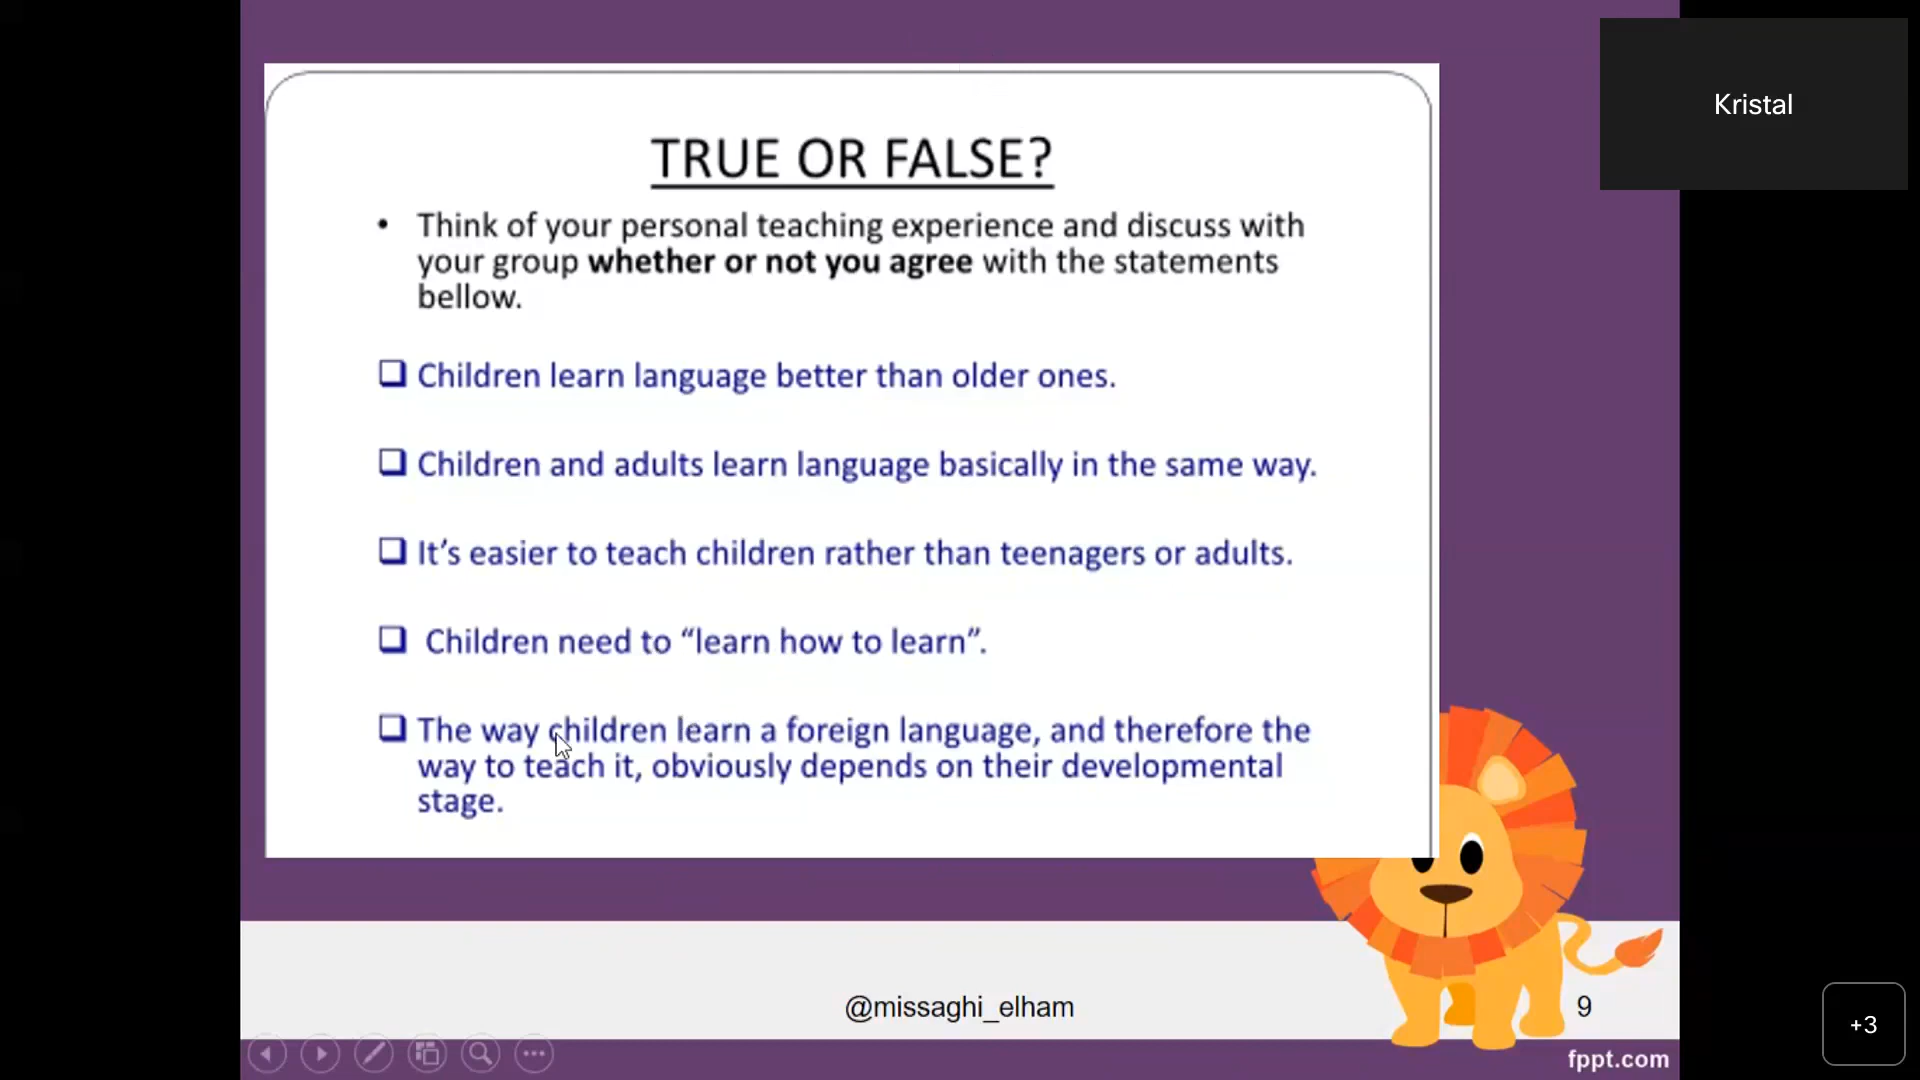 Kristal
TRUE OR FALSE?
• Think of your personal teaching experience and discuss with
your group whether or not you agree with the statements
bellow.
❑ Children learn language better than older ones.
❑ Children and adults learn language basically in the same way.
❑ It’s easier to teach children rather than teenagers or adults.
❑ Children need to “learn how to learn”.
❑ The way children learn a foreign language, and therefore the
way to teach it, obviously depends on their developmental
stage.
@missaghi_elham
9
+3
fppt.com